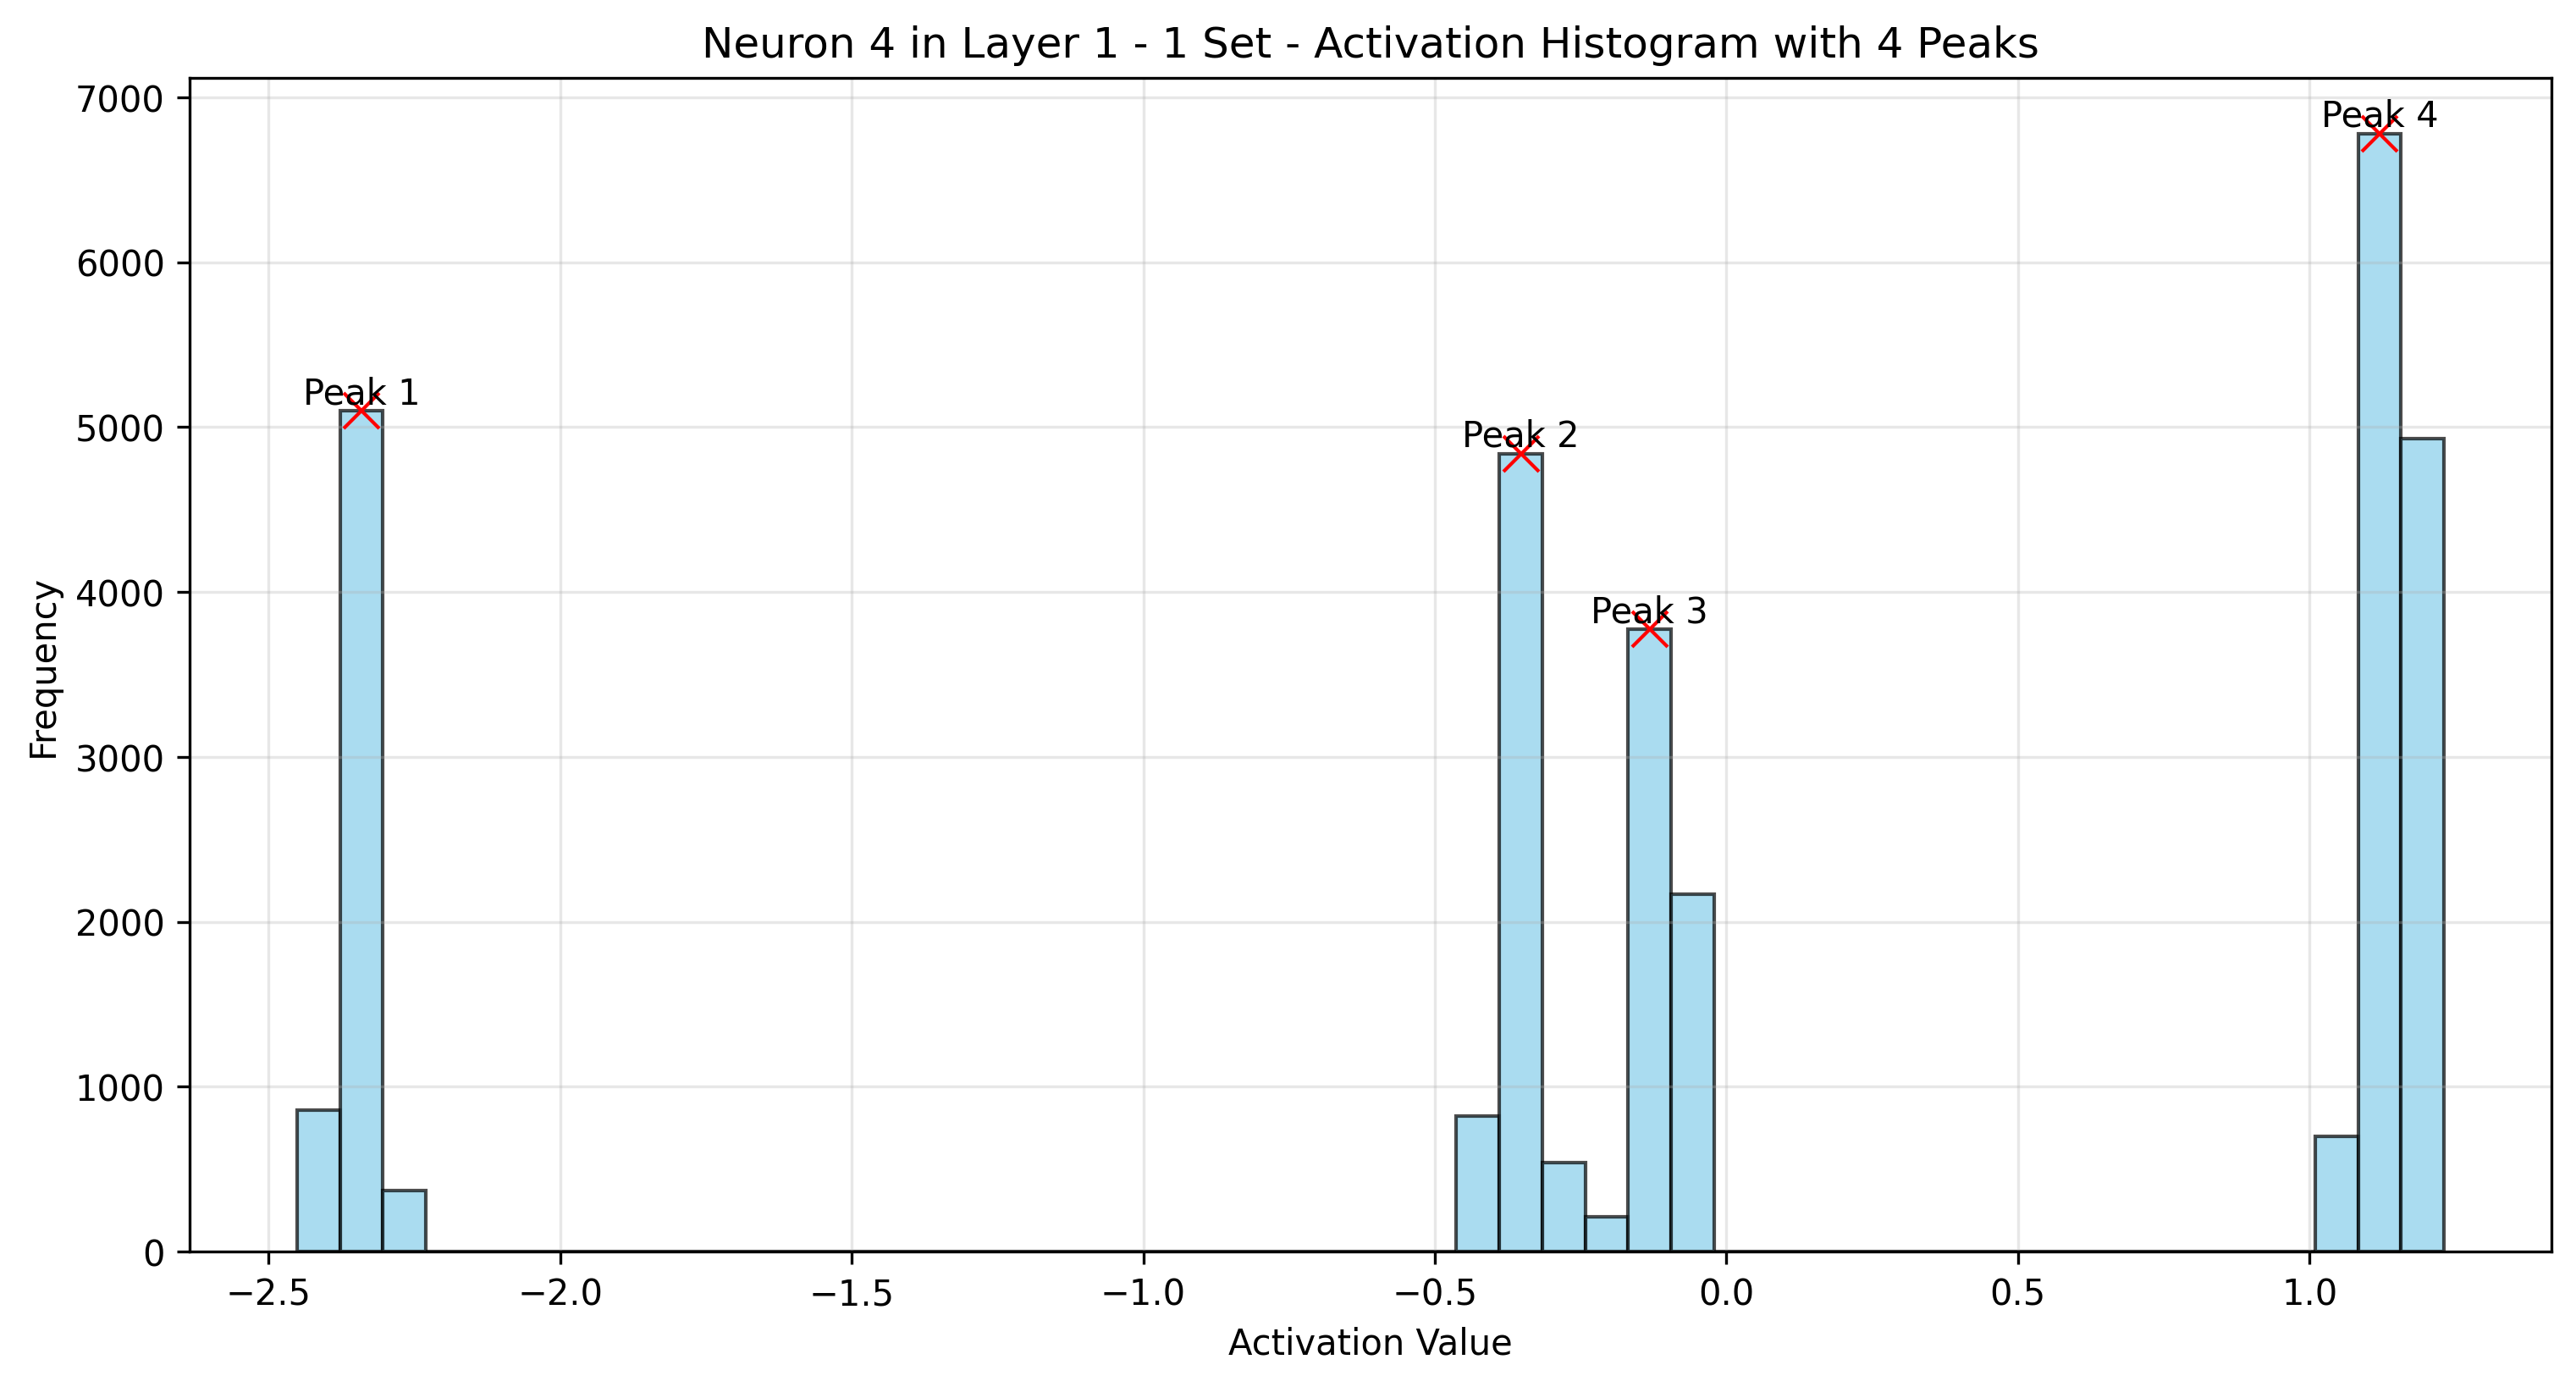 Neuron 4 in Layer 1 - 1 Set - Activation Histogram with 4 Peaks
7000
6000
5000
4000
3000
2000
1000
0
Frequency
Peak 1
Peak 2
Peak 3
Peak 4
−2.5
−2.0
−1.5
−1.0
−0.5
0.0
0.5
1.0
Activation Value